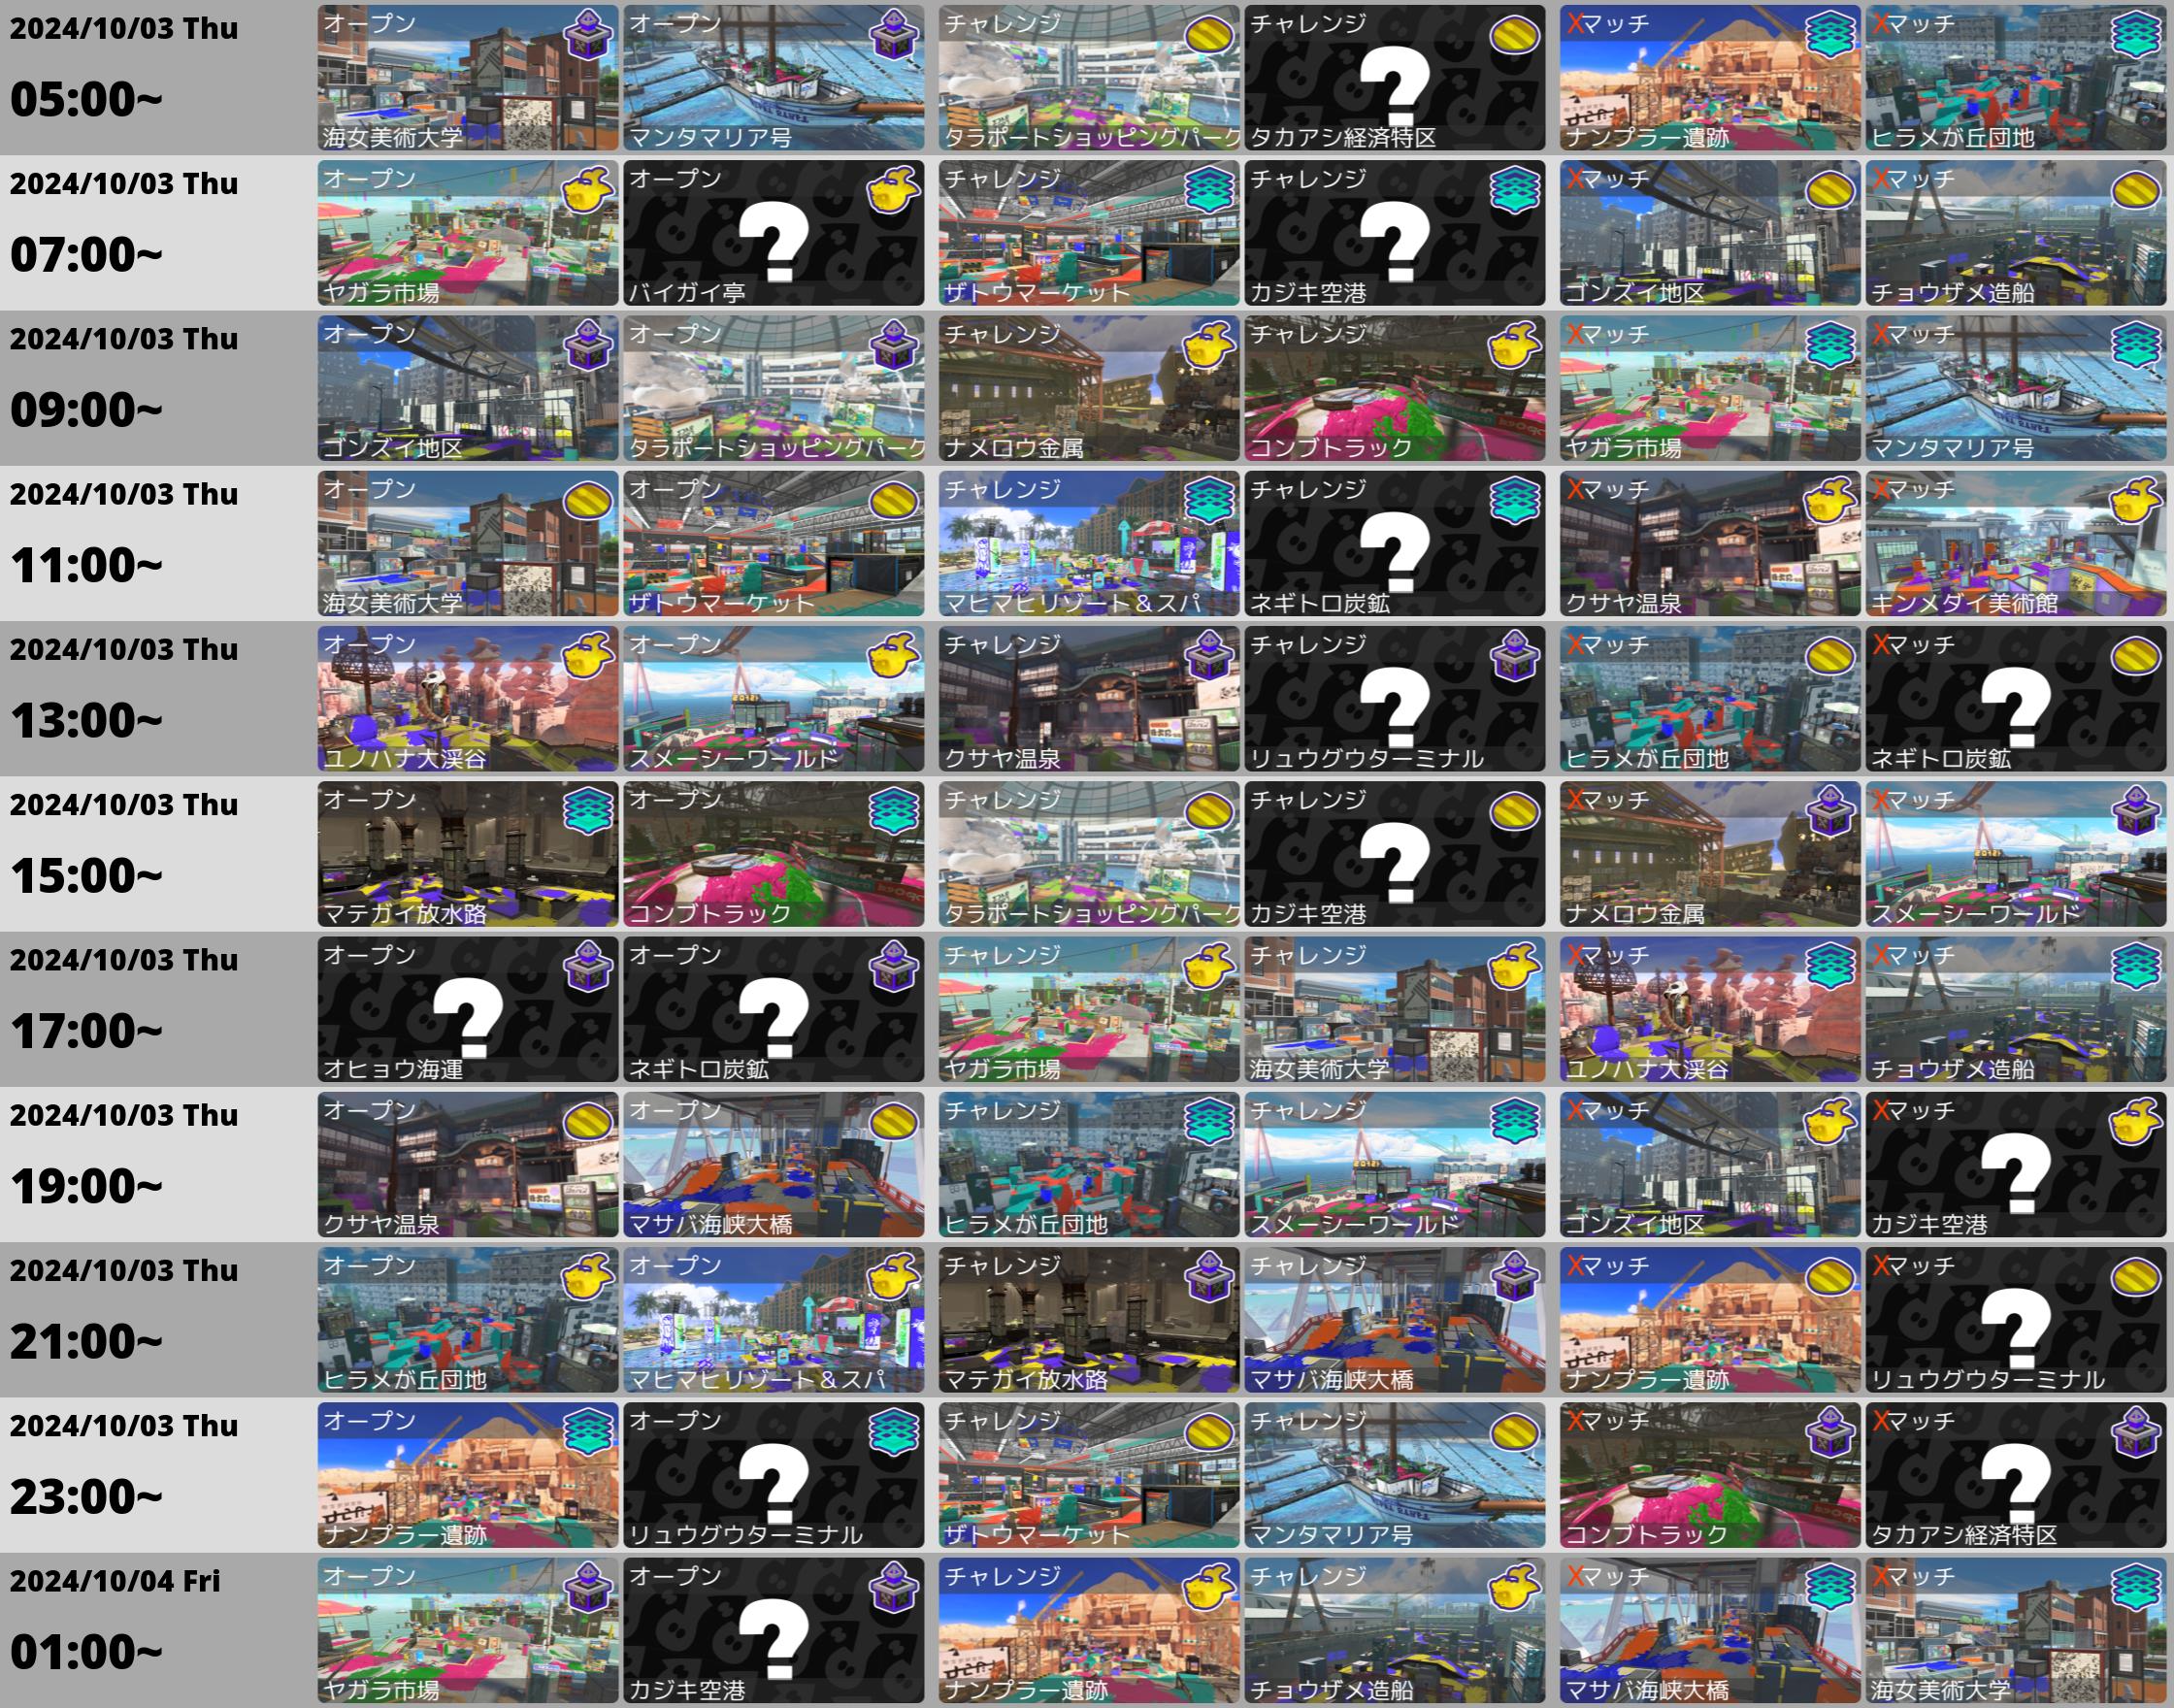 2024/10/03 Thu
05:00~
オープン
海女美術大学
オープン
マンタマリア号
チャレンジ
タラポートショッピングパーク
チャレンジ
?
タカアシ経済特区
Xマッチ
ナンプラー遺跡
Xマッチ
ヒラメが丘団地
2024/10/03 Thu
07:00~
オープン
ヤガラ市場
オープン
?
バイガイ亭
チャレンジ
ザトウマーケット
チャレンジ
?
カジキ空港
Xマッチ
ゴンズイ地区
Xマッチ
チョウザメ造船
2024/10/03 Thu
09:00~
オープン
ゴンズイ地区
オープン
タラポートショッピングパーク
チャレンジ
ナメロウ金属
チャレンジ
コンブトラック
Xマッチ
ヤガラ市場
Xマッチ
マンタマリア号
2024/10/03 Thu
11:00~
オープン
海女美術大学
オープン
ザトウマーケット
チャレンジ
マヒマヒリゾート＆スパ
チャレンジ
?
ネギトロ炭鉱
Xマッチ
クサヤ温泉
Xマッチ
キンメダイ美術館
2024/10/03 Thu
13:00~
オープン
ユノハナ大渓谷
オープン
スメーシーワールド
チャレンジ
クサヤ温泉
チャレンジ
?
リュウグウターミナル
Xマッチ
ヒラメが丘団地
Xマッチ
?
ネギトロ炭鉱
2024/10/03 Thu
15:00~
オープン
マテガイ放水路
オープン
コンブトラック
チャレンジ
タラポートショッピングパーク
チャレンジ
?
カジキ空港
Xマッチ
ナメロウ金属
Xマッチ
スメーシーワールド
2024/10/03 Thu
17:00~
オープン
?
オヒョウ海運
オープン
?
ネギトロ炭鉱
チャレンジ
ヤガラ市場
チャレンジ
海女美術大学
Xマッチ
ユノハナ大渓谷
Xマッチ
チョウザメ造船
2024/10/03 Thu
19:00~
オープン
クサヤ温泉
オープン
マサバ海峡大橋
チャレンジ
ヒラメが丘団地
チャレンジ
スメーシーワールド
Xマッチ
ゴンズイ地区
Xマッチ
?
カジキ空港
2024/10/03 Thu
21:00~
オープン
ヒラメが丘団地
オープン
マヒマヒリゾート＆スパ
チャレンジ
マテガイ放水路
チャレンジ
マサバ海峡大橋
Xマッチ
ナンプラー遺跡
Xマッチ
?
リュウグウターミナル
2024/10/03 Thu
23:00~
オープン
ナンプラー遺跡
オープン
?
リュウグウターミナル
チャレンジ
ザトウマーケット
チャレンジ
マンタマリア号
Xマッチ
コンブトラック
Xマッチ
?
タカアシ経済特区
2024/10/04 Fri
01:00~
オープン
ヤガラ市場
オープン
?
カジキ空港
チャレンジ
ナンプラー遺跡
チャレンジ
チョウザメ造船
Xマッチ
マサバ海峡大橋
Xマッチ
海女美術大学